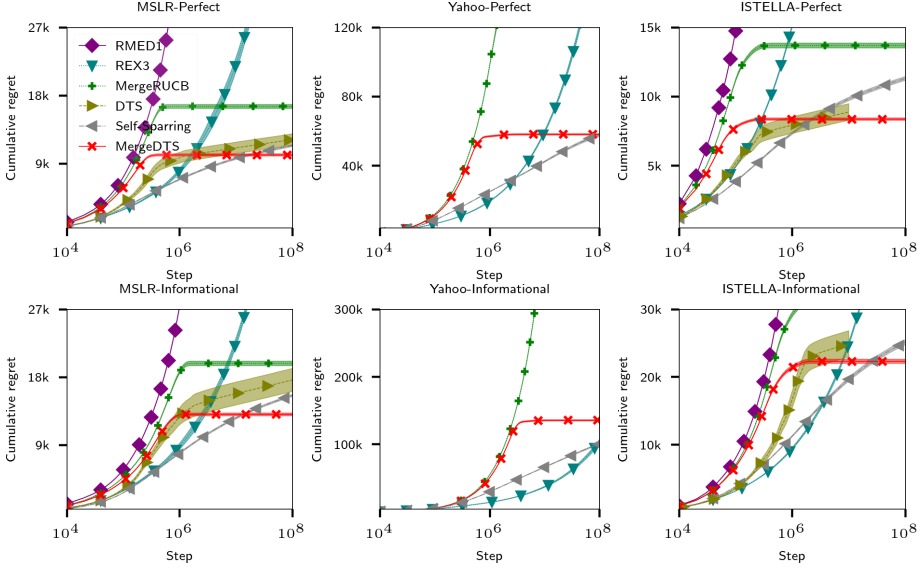 MSLR-Perfect
Yahoo-Perfect
ISTELLA-Perfect
Cumulative regret
27k
18k
9k
RMED1
REX3
MergeRUCB
DTS
Self-Sparring
MergeDTS
10^4
10^6
10^8
Step
Cumulative regret
120k
80k
40k
10^4
10^6
10^8
Step
Cumulative regret
15k
10k
5k
10^4
10^6
10^8
Step
MSLR-Informational
Yahoo-Informational
ISTELLA-Informational
Cumulative regret
27k
18k
9k
10^4
10^6
10^8
Step
Cumulative regret
300k
200k
100k
10^4
10^6
10^8
Step
Cumulative regret
30k
20k
10k
10^4
10^6
10^8
Step